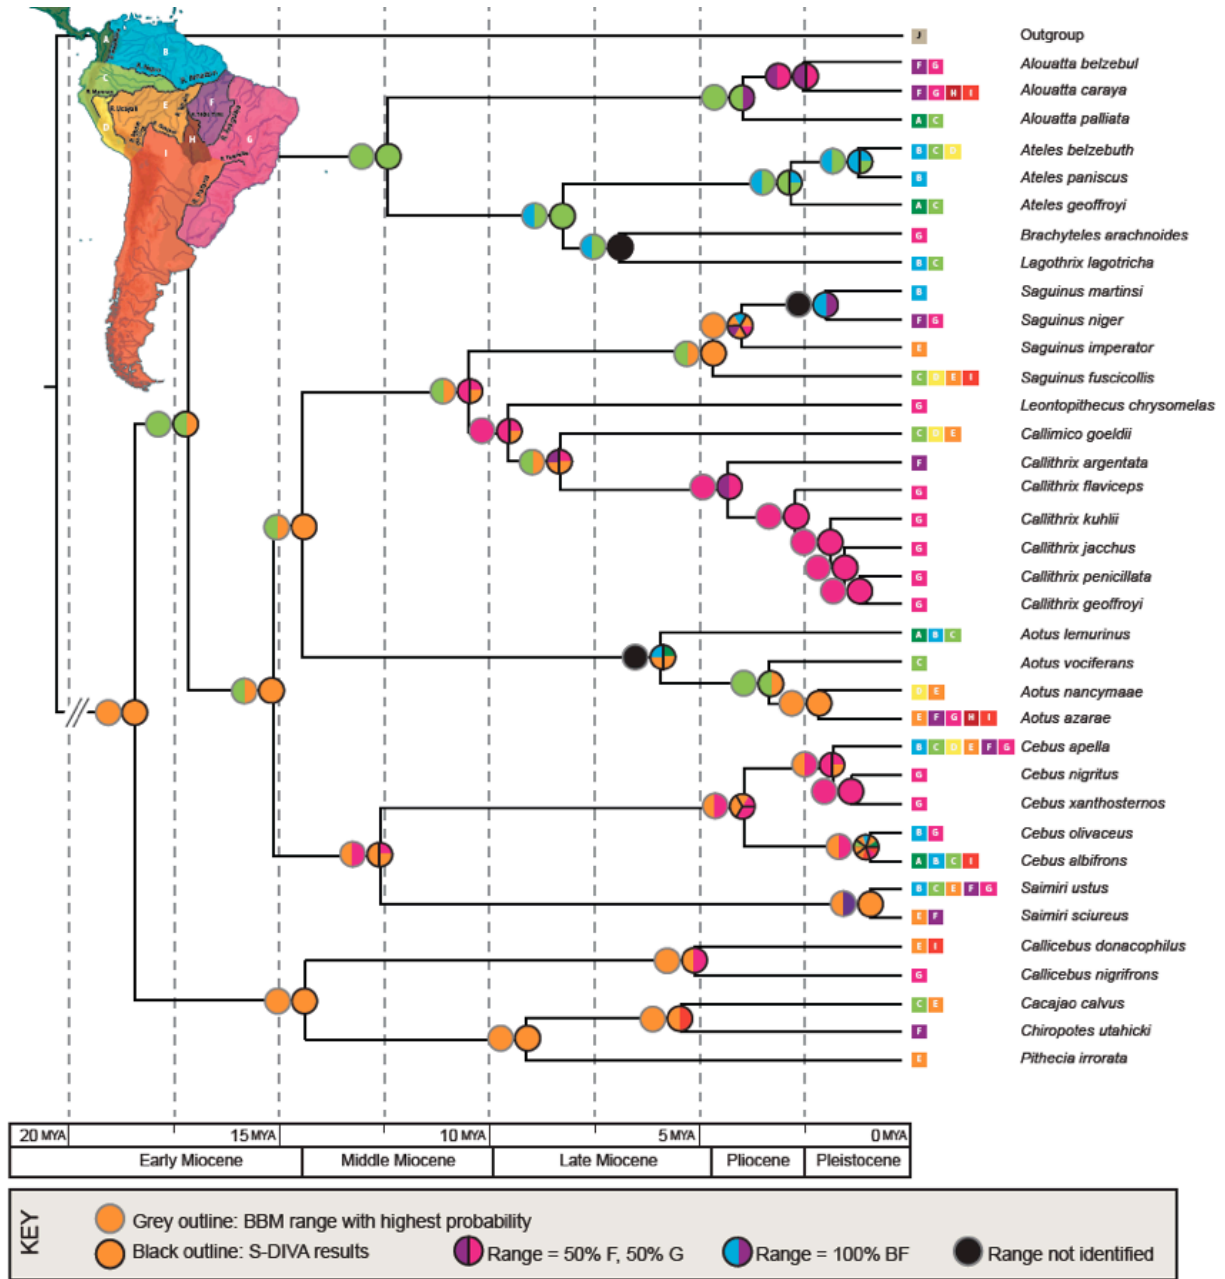 J Outgroup
F G Alouatta belzebul
F G H I Alouatta caraya
A C Alouatta palliata
B C D Ateles belzebuth
B Ateles paniscus
A C Ateles geoffroyi
G Brachyteles arachnoides
B C Lagothrix lagotricha
B Saguinus martinsi
F G Saguinus niger
E Saguinus imperator
C D E I Saguinus fuscicollis
G Leontopithecus chrysomelas
C D E Callimico goeldii
F Callithrix argentata
G Callithrix flaviceps
G Callithrix kuhlii
G Callithrix jacchus
G Callithrix penicillata
G Callithrix geoffroyi
A B C Aotus lemurinus
C Aotus vociferans
D E Aotus nancymaae
E F G H I Aotus azarae
B C D E F G Cebus apella
G Cebus nigritus
G Cebus xanthosternos
B G Cebus olivaceus
A B C I Cebus albifrons
B C E F G Saimiri ustus
E F Saimiri sciureus
E I Callicebus donacophilus
G Callicebus nigrifrons
C E Cacajao calvus
F Chiropotes utahicki
E Pithecia irrorata
A
B
C
D
E
F
G
H
I
R. Ucayali
R. Parana
20 MYA 15 MYA 10 MYA 5 MYA 0 MYA
Early Miocene Middle Miocene Late Miocene Pliocene Pleistocene
KEY
Grey outline: BBM range with highest probability
Black outline: S-DIVA results Range = 50% F, 50% G Range = 100% BF Range not identified